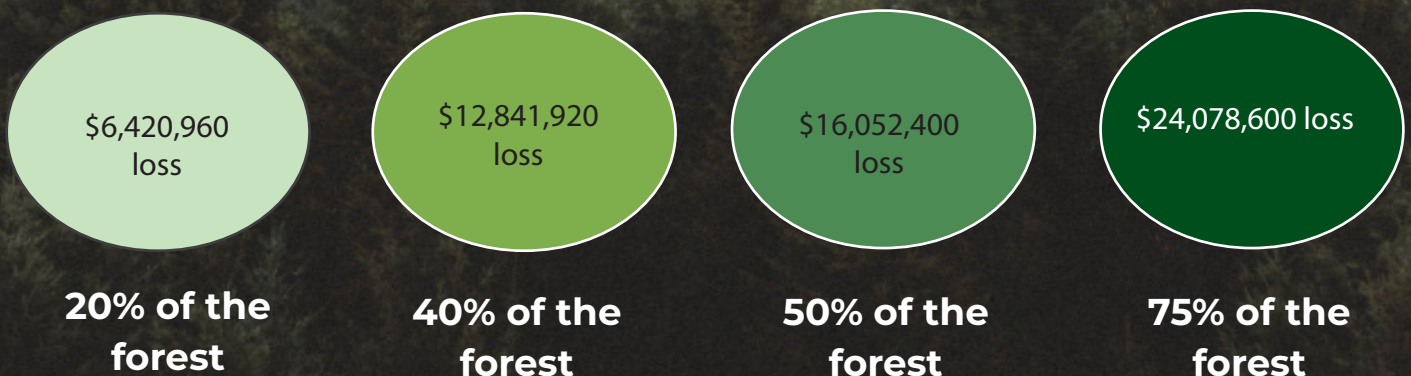 $6,420,960
loss
$12,841,920
loss
$16,052,400
loss
$24,078,600 loss
20% of the
forest
40% of the
forest
50% of the
forest
75% of the
forest